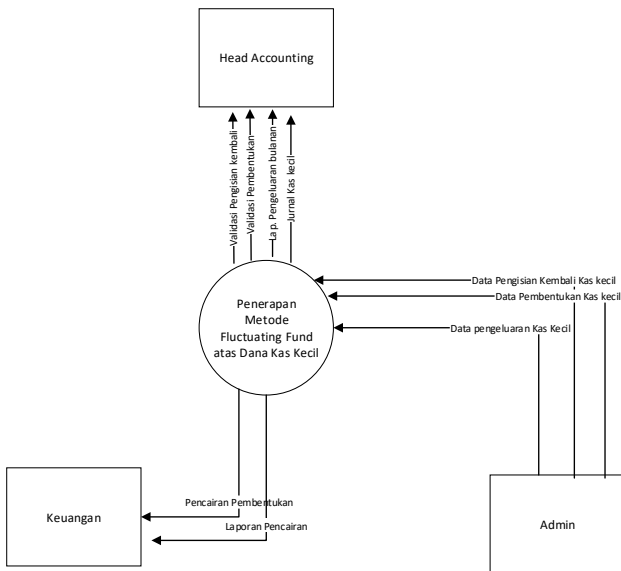 Head Accounting
Validasi Pengisian kembali
Validasi Pembentukan
Lap. Pengeluaran bulanan
Jurnal Kas kecil
Data Pengisian Kembali Kas kecil
Data Pembentukan Kas kecil
Data pengeluaran Kas Kecil
Penerapan
Metode
Fluctuating Fund
atas Dana Kas Kecil
Pencairan Pembentukan
Laporan Pencairan
Keuangan
Admin